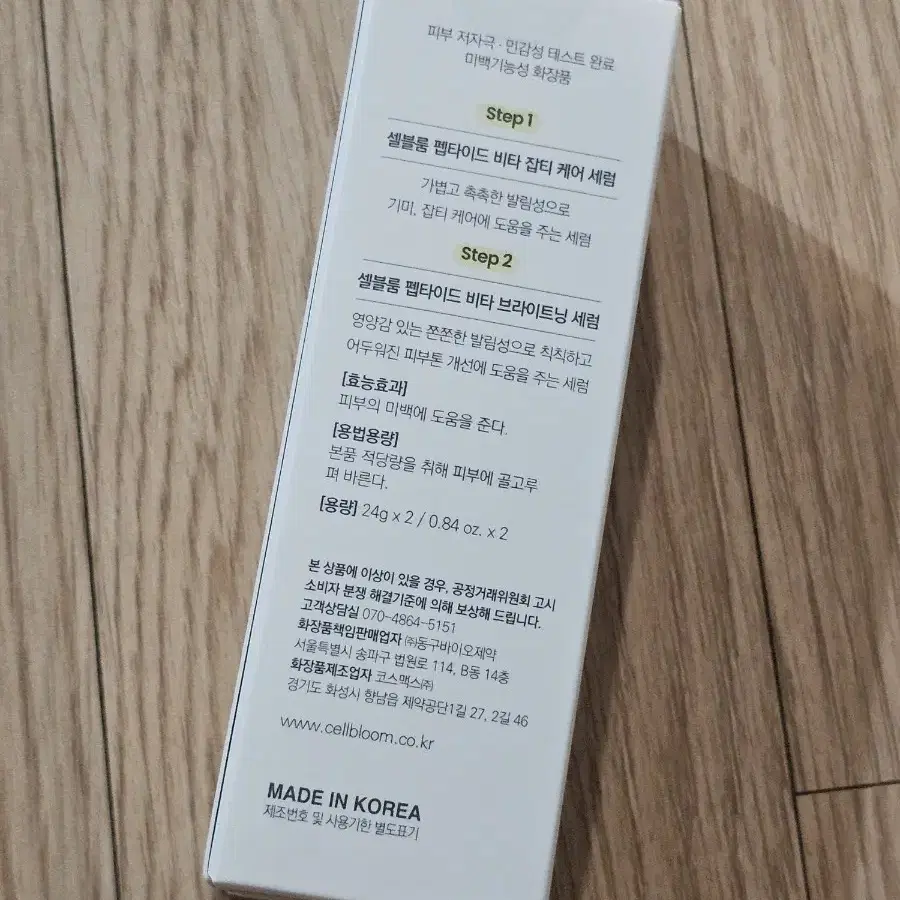 피부 저자극 · 민감성 테스트 완료
미백기능성 화장품
Step 1
셀블룸 펩타이드 비타 잡티 케어 세럼
가볍고 촉촉한 발림성으로
기미, 잡티 케어에 도움을 주는 세럼
Step 2
셀블룸 펩타이드 비타 브라이트닝 세럼
영양감 있는 쫀쫀한 발림성으로 칙칙하고
어두워진 피부톤 개선에 도움을 주는 세럼
[효능효과]
피부의 미백에 도움을 준다.
[용법용량]
본품 적당량을 취해 피부에 골고루
펴 바른다.
[용량] 24g x 2 / 0.84 oz. x 2
본 상품에 이상이 있을 경우, 공정거래위원회 고시
소비자 분쟁 해결기준에 의해 보상해 드립니다.
고객상담실 070-4864-5151
화장품책임판매업자 ㈜동구바이오제약
서울특별시 송파구 법원로 114, B동 14층
화장품제조업자 코스맥스㈜
경기도 화성시 향남읍 제약공단1길 27, 2길 46
www.cellbloom.co.kr
MADE IN KOREA
제조번호 및 사용기한 별도표기